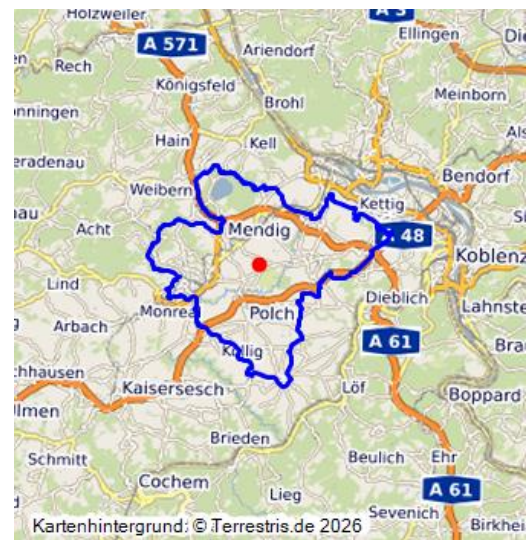 Holzweiler
A 3
Ellingen
A 571
Ariendorf
Rech
Königsfeld
Meinborn
Brohl
Hain
Kell
Bendorf
Weibern
Kettig
Acht
Mendig
A 48
Koblenz
Lind
Dieblich
Lahnste
Monreal
Polch
Arbach
A 61
Kollig
Kaisersesch
Löf
Boppard
Ulmen
Brieden
Beulich
Ehr
Schmitt
Cochem
Lieg
A 61
Sevenich
Birkhei
Kartenhintergrund: © Terrestris.de 2026